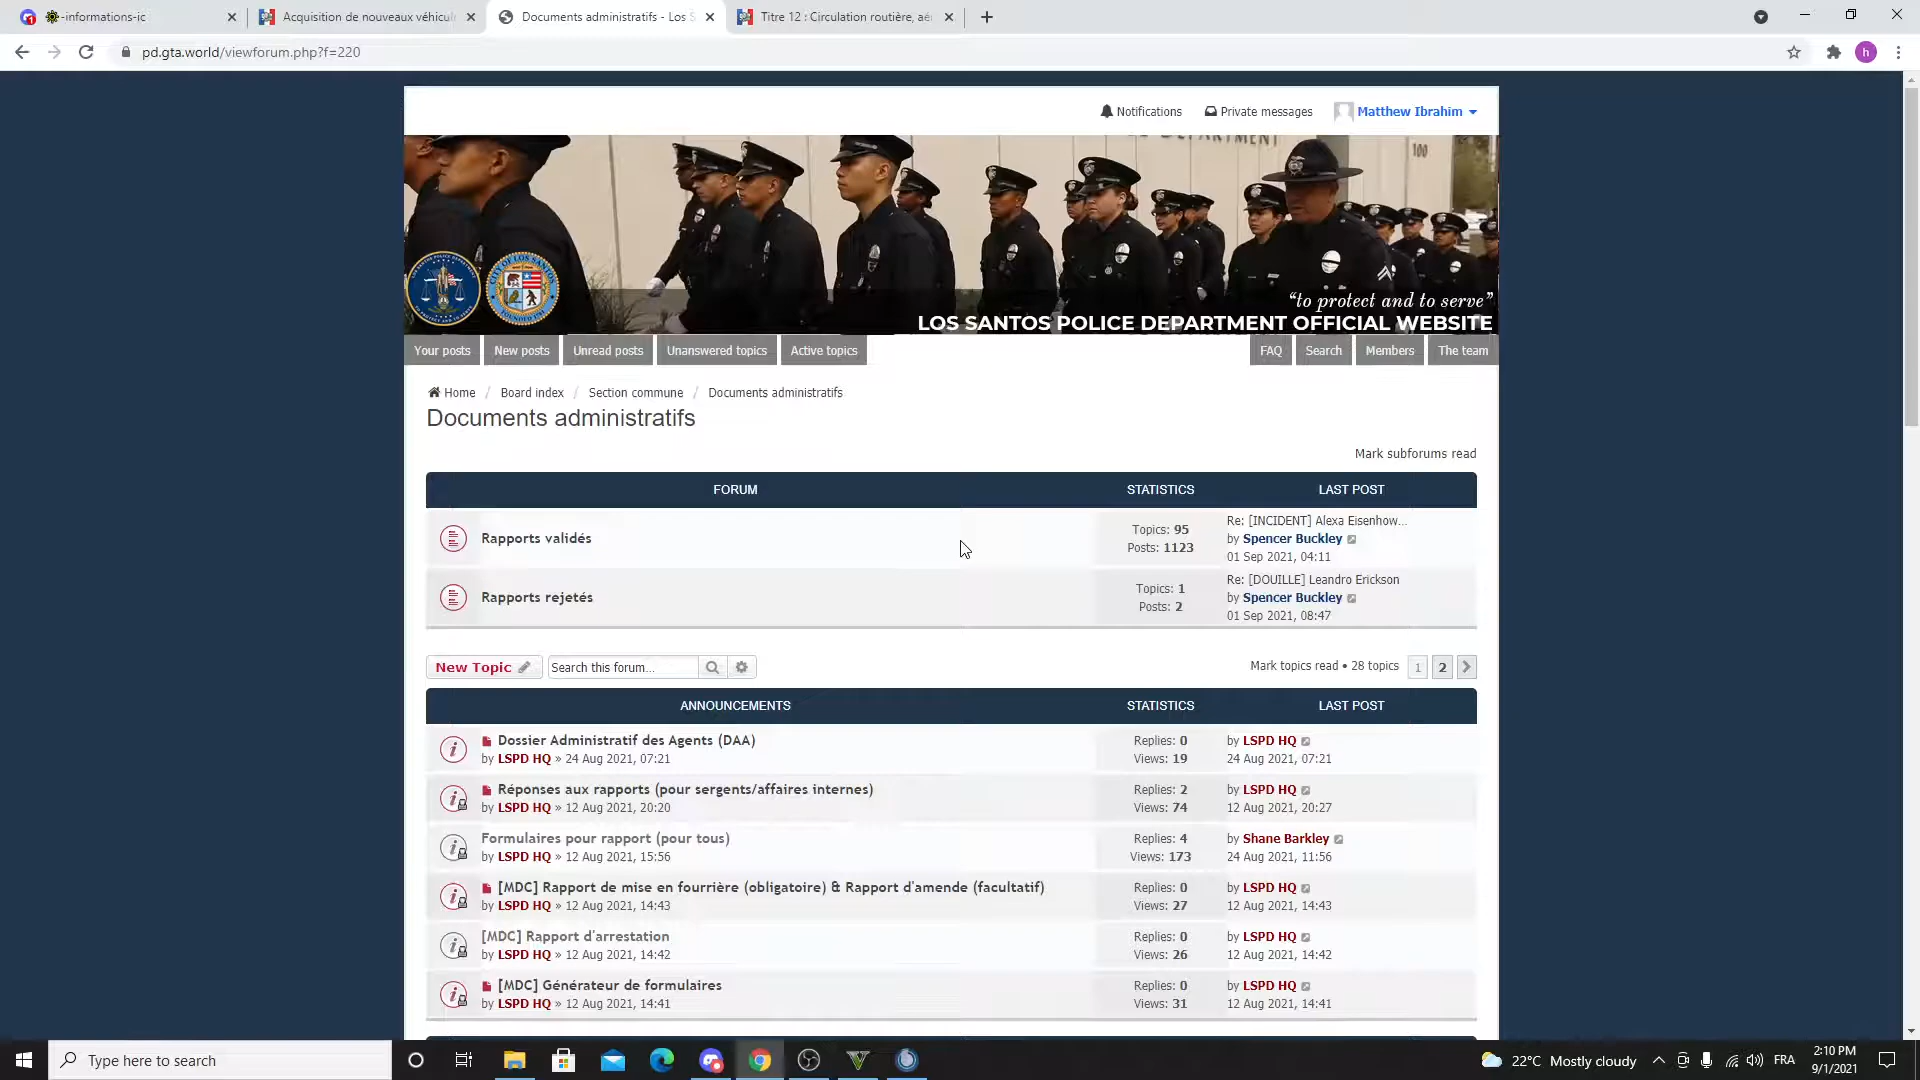 -informations-ic
Acquisition de nouveaux véhicul
Documents administratifs - Los S
Titre 12 : Circulation routière, aé
pd.gta.world/viewforum.php?f=220
h
Notifications Private messages Matthew Ibrahim
100
"to protect and to serve"
LOS SANTOS POLICE DEPARTMENT OFFICIAL WEBSITE
Your posts New posts Unread posts Unanswered topics Active topics FAQ Search Members The team
Home / Board index / Section commune / Documents administratifs
Documents administratifs
Mark subforums read
FORUM STATISTICS LAST POST
Rapports validés
Topics: 95
Posts: 1123
Re: [INCIDENT] Alexa Eisenhow...
by Spencer Buckley
01 Sep 2021, 04:11
Rapports rejetés
Topics: 1
Posts: 2
Re: [DOUILLE] Leandro Erickson
by Spencer Buckley
01 Sep 2021, 08:47
New Topic Search this forum... Mark topics read • 28 topics 1 2
ANNOUNCEMENTS STATISTICS LAST POST
Dossier Administratif des Agents (DAA)
by LSPD HQ » 24 Aug 2021, 07:21
Replies: 0
Views: 19
by LSPD HQ
24 Aug 2021, 07:21
Réponses aux rapports (pour sergents/affaires internes)
by LSPD HQ » 12 Aug 2021, 20:20
Replies: 2
Views: 74
by LSPD HQ
12 Aug 2021, 20:27
Formulaires pour rapport (pour tous)
by LSPD HQ » 12 Aug 2021, 15:56
Replies: 4
Views: 173
by Shane Barkley
24 Aug 2021, 11:56
[MDC] Rapport de mise en fourrière (obligatoire) & Rapport d'amende (facultatif)
by LSPD HQ » 12 Aug 2021, 14:43
Replies: 0
Views: 27
by LSPD HQ
12 Aug 2021, 14:43
[MDC] Rapport d'arrestation
by LSPD HQ » 12 Aug 2021, 14:42
Replies: 0
Views: 26
by LSPD HQ
12 Aug 2021, 14:42
[MDC] Générateur de formulaires
by LSPD HQ » 12 Aug 2021, 14:41
Replies: 0
Views: 31
by LSPD HQ
12 Aug 2021, 14:41
Type here to search
22°C Mostly cloudy
FRA
2:10 PM
9/1/2021